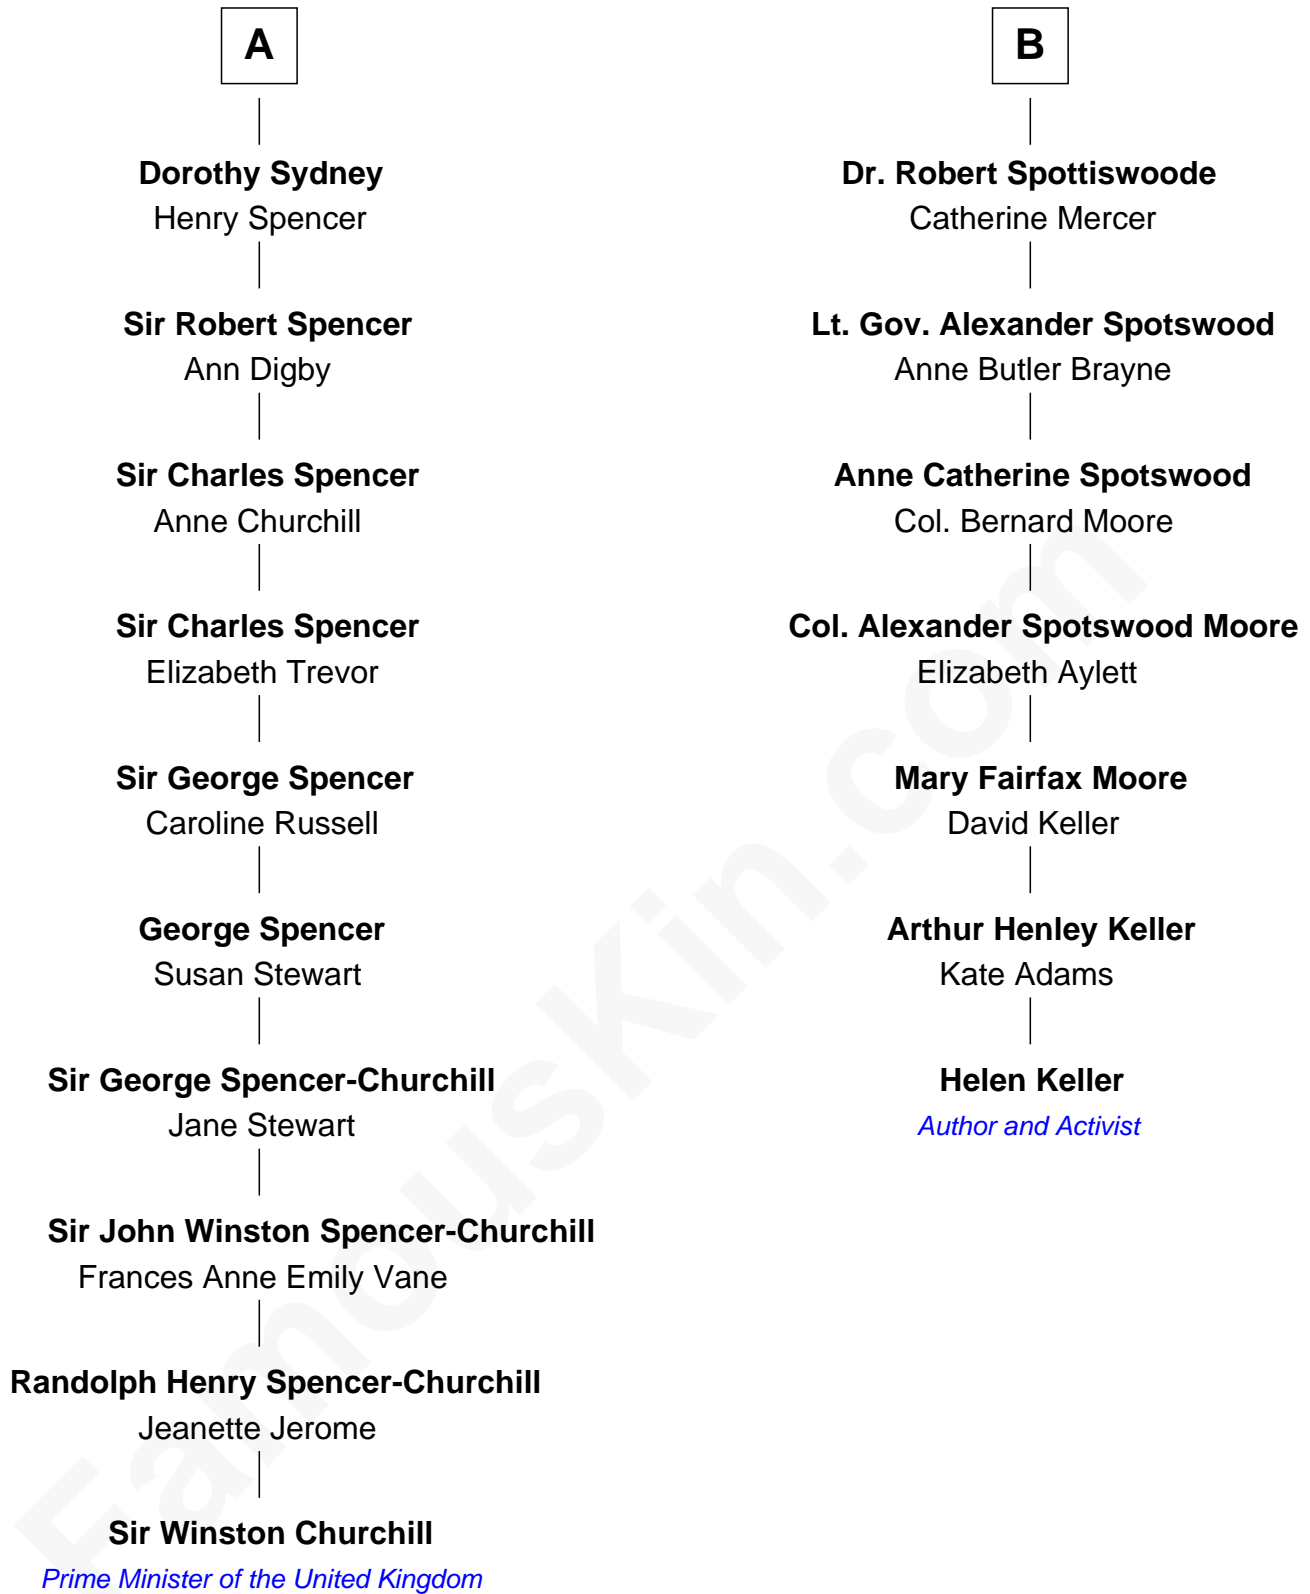 A
Dorothy Sydney
Henry Spencer
Sir Robert Spencer
Ann Digby
Sir Charles Spencer
Anne Churchill
Sir Charles Spencer
Elizabeth Trevor
Sir George Spencer
Caroline Russell
George Spencer
Susan Stewart
Sir George Spencer-Churchill
Jane Stewart
Sir John Winston Spencer-Churchill
Frances Anne Emily Vane
Randolph Henry Spencer-Churchill
Jeanette Jerome
Sir Winston Churchill
Prime Minister of the United Kingdom
B
Dr. Robert Spottiswoode
Catherine Mercer
Lt. Gov. Alexander Spotswood
Anne Butler Brayne
Anne Catherine Spotswood
Col. Bernard Moore
Col. Alexander Spotswood Moore
Elizabeth Aylett
Mary Fairfax Moore
David Keller
Arthur Henley Keller
Kate Adams
Helen Keller
Author and Activist
FamousKin.com